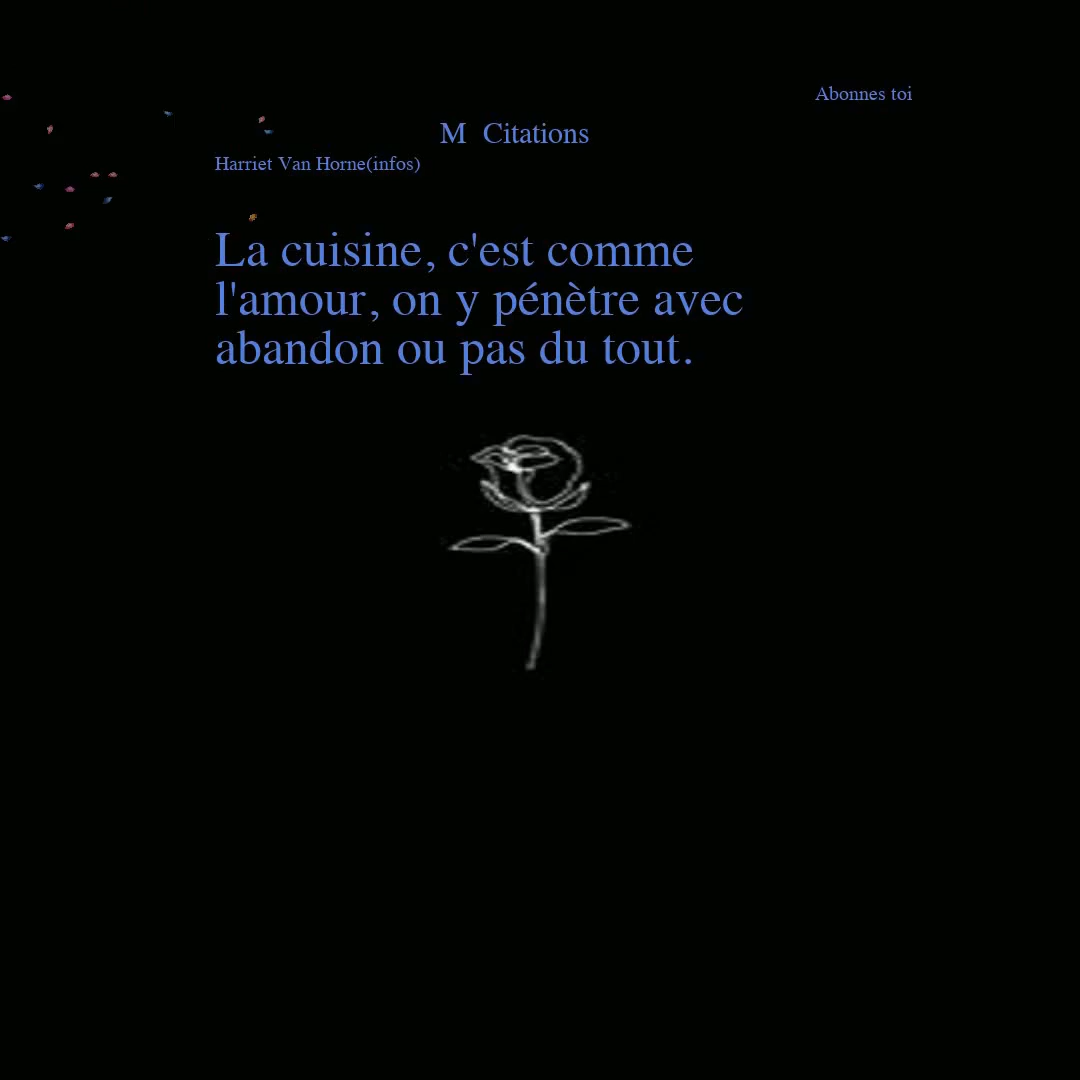 Abonnes toi
M  Citations
Harriet Van Horne(infos)
La cuisine, c'est comme
l'amour, on y pénètre avec
abandon ou pas du tout.